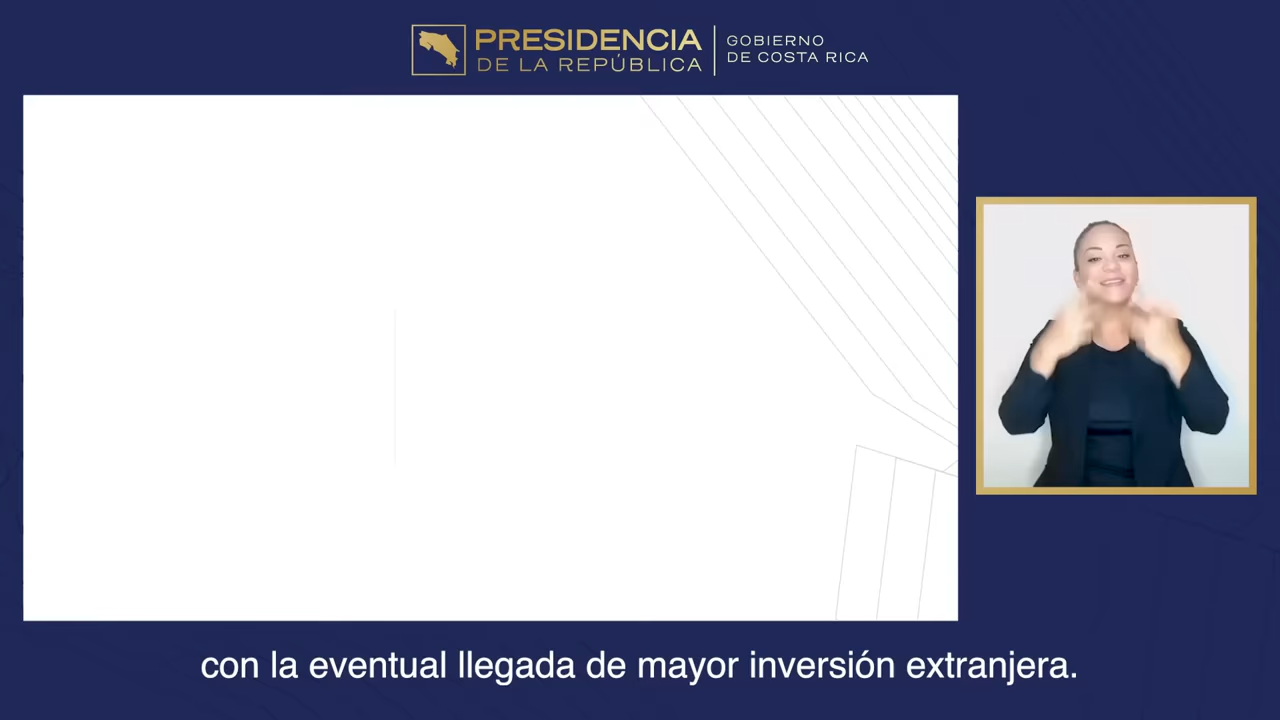 PRESIDENCIA
DE LA REPÚBLICA
GOBIERNO
DE COSTA RICA
con la eventual llegada de mayor inversión extranjera.